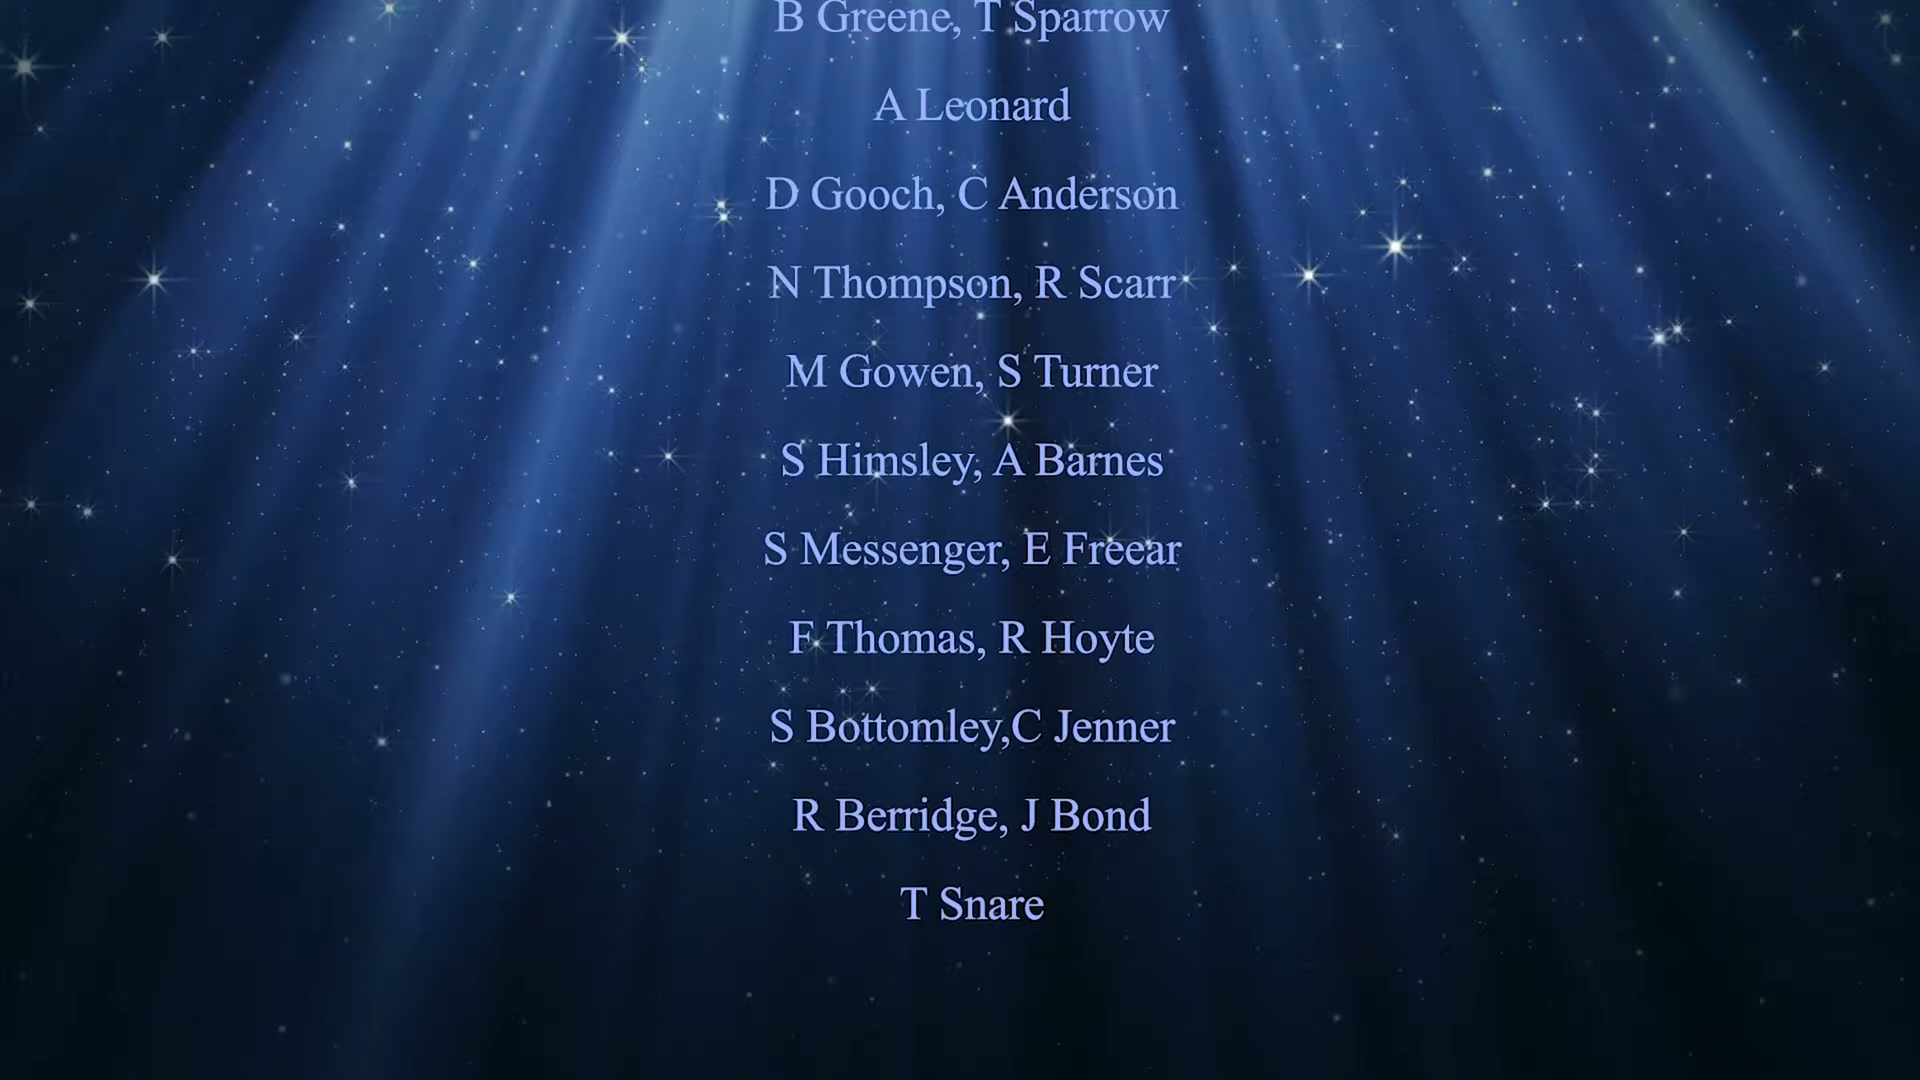 B Greene, T Sparrow
A Leonard
D Gooch, C Anderson
N Thompson, R Scarr
M Gowen, S Turner
S Himsley, A Barnes
S Messenger, E Freear
F Thomas, R Hoyte
S Bottomley,C Jenner
R Berridge, J Bond
T Snare